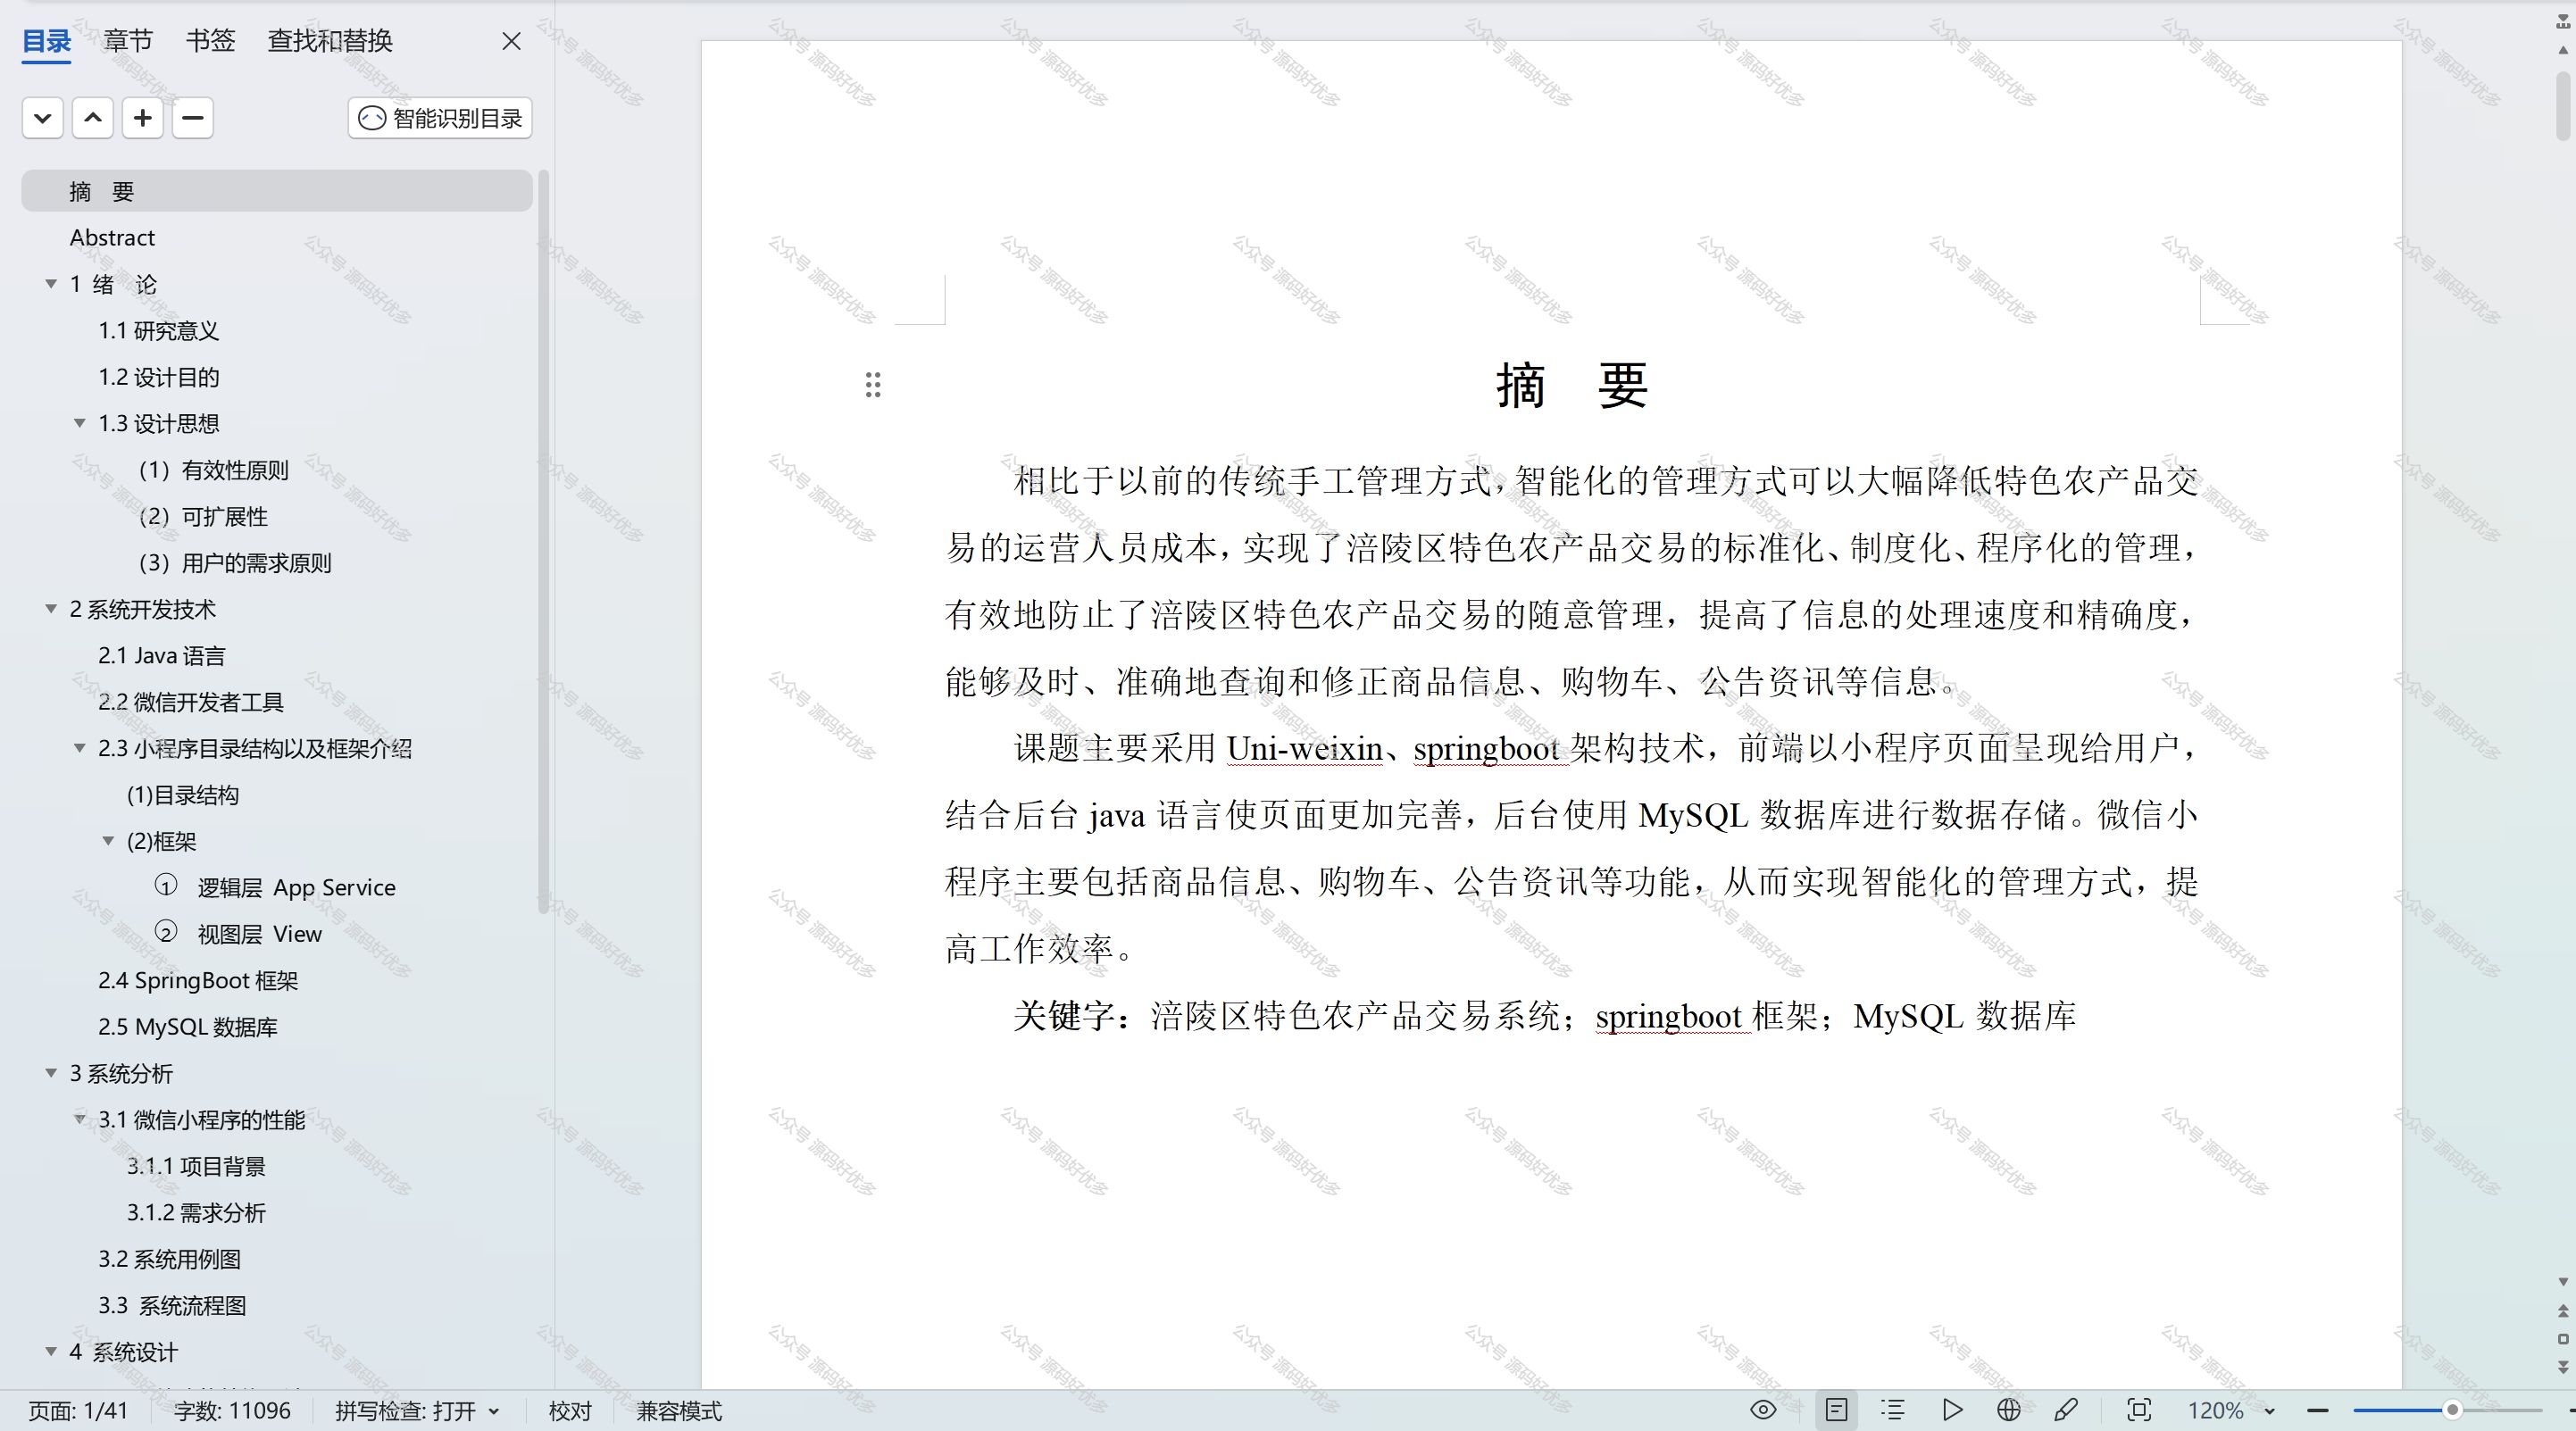 目录 章节 书签 查找和替换
智能识别目录
摘 要
Abstract
1 绪 论
1.1 研究意义
1.2 设计目的
1.3 设计思想
（1）有效性原则
（2）可扩展性
（3）用户的需求原则
2 系统开发技术
2.1 Java 语言
2.2 微信开发者工具
2.3 小程序目录结构以及框架介绍
(1)目录结构
(2)框架
① 逻辑层 App Service
② 视图层 View
2.4 SpringBoot 框架
2.5 MySQL 数据库
3 系统分析
3.1 微信小程序的性能
3.1.1 项目背景
3.1.2 需求分析
3.2 系统用例图
3.3 系统流程图
4 系统设计
摘 要
相比于以前的传统手工管理方式，智能化的管理方式可以大幅降低特色农产品交
易的运营人员成本，实现了涪陵区特色农产品交易的标准化、制度化、程序化的管理，
有效地防止了涪陵区特色农产品交易的随意管理，提高了信息的处理速度和精确度，
能够及时、准确地查询和修正商品信息、购物车、公告资讯等信息。
课题主要采用 Uni-weixin、springboot 架构技术，前端以小程序页面呈现给用户，
结合后台 java 语言使页面更加完善，后台使用 MySQL 数据库进行数据存储。微信小
程序主要包括商品信息、购物车、公告资讯等功能，从而实现智能化的管理方式，提
高工作效率。
关键字：涪陵区特色农产品交易系统；springboot 框架；MySQL 数据库
页面: 1/41 字数: 11096 拼写检查: 打开 校对 兼容模式 120%
公众号 源码好优多